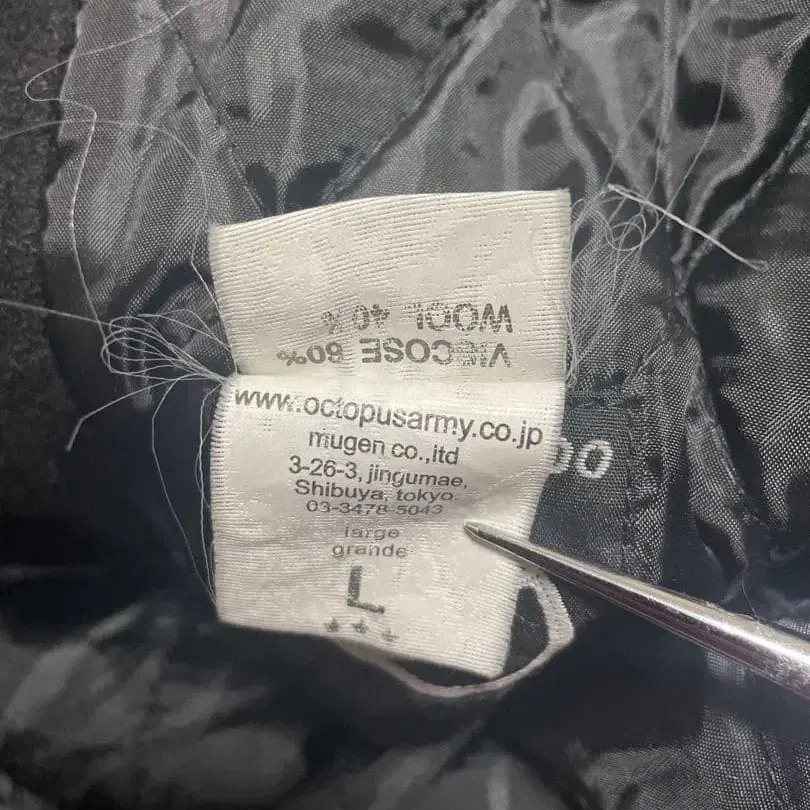 WOOL 40%
VISCOSE 60%
www.octopusarmy.co.jp
mugen co.,ltd
3-26-3, jingumae,
Shibuya, tokyo.
03-3478-5043
large
grande
L
00